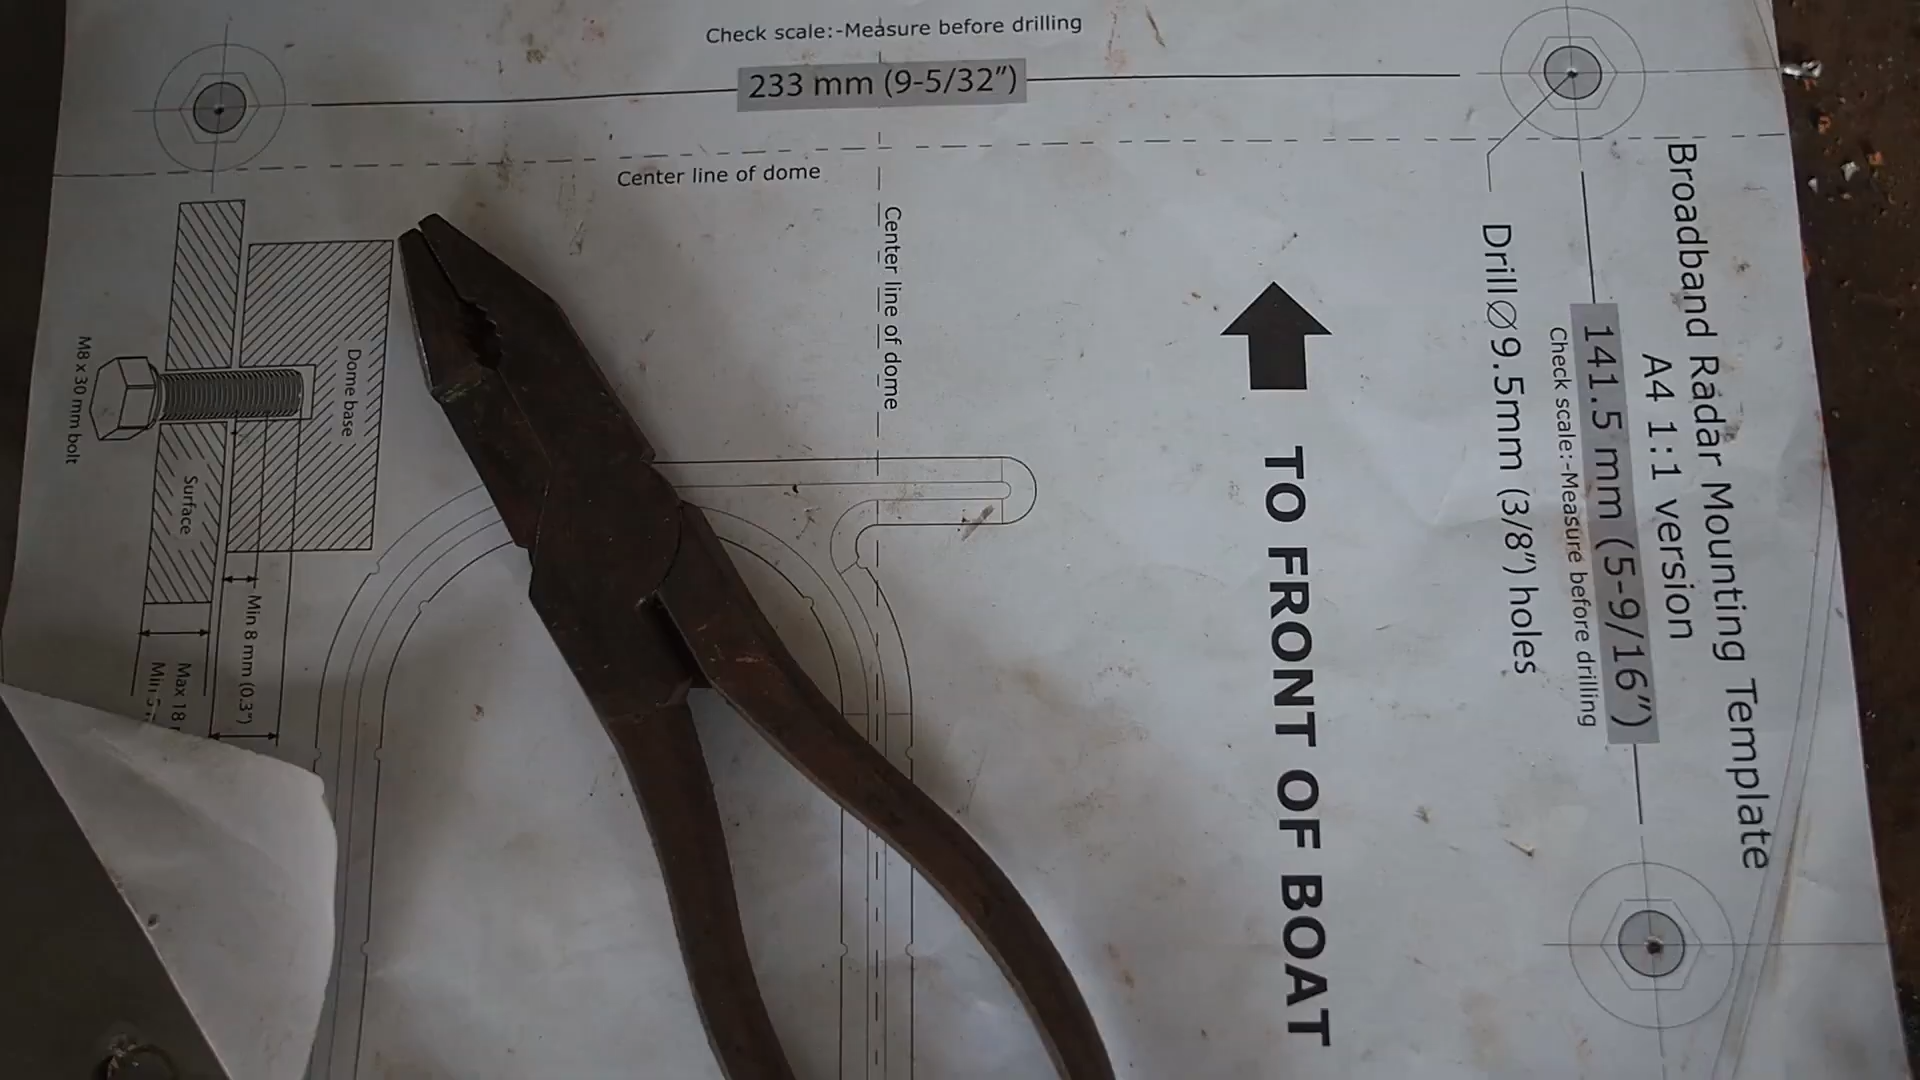 Check scale:-Measure before drilling
233 mm (9-5/32")
Center line of dome
Center line of dome
Broadband Radar Mounting Template
A4 1:1 version
141.5 mm (5-9/16")
Check scale:-Measure before drilling
Drill Ø 9.5mm (3/8") holes
TO FRONT OF BOAT
Dome base
Surface
M8 x 30 mm bolt
Min 8 mm (0.3")
Max 18
Min 5